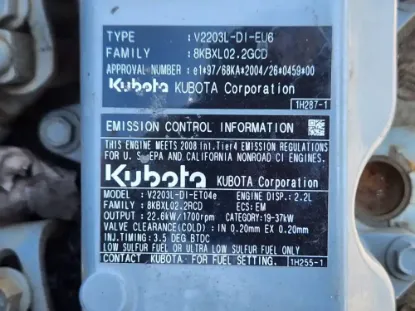 TYPE : V2203L-DI-EU6
FAMILY : 8KBXL02.2GCD
APPROVAL NUMBER : e1*97/68KA*2004/26*0459*00
Kubota KUBOTA Corporation
1H287-1
EMISSION CONTROL INFORMATION
THIS ENGINE MEETS 2008 Int.Tier4 EMISSION REGULATIONS
FOR U.S. EPA AND CALIFORNIA NONROAD CI ENGINES.
Kubota KUBOTA Corporation
MODEL : V2203L-DI-ET04e ENGINE DISP.: 2.2L
FAMILY : 8KBXL02.2RCD ECS: EM
OUTPUT : 22.6kW/1700rpm CATEGORY:19-37kW
VALVE CLEARANCE(COLD) : IN 0.20mm EX 0.20mm
INJ.TIMING: 3.5 DEG.BTDC
LOW SULFUR FUEL OR ULTRA LOW SULFUR FUEL ONLY
CONTACT KUBOTA FOR FUEL SETTING. 1H255-1